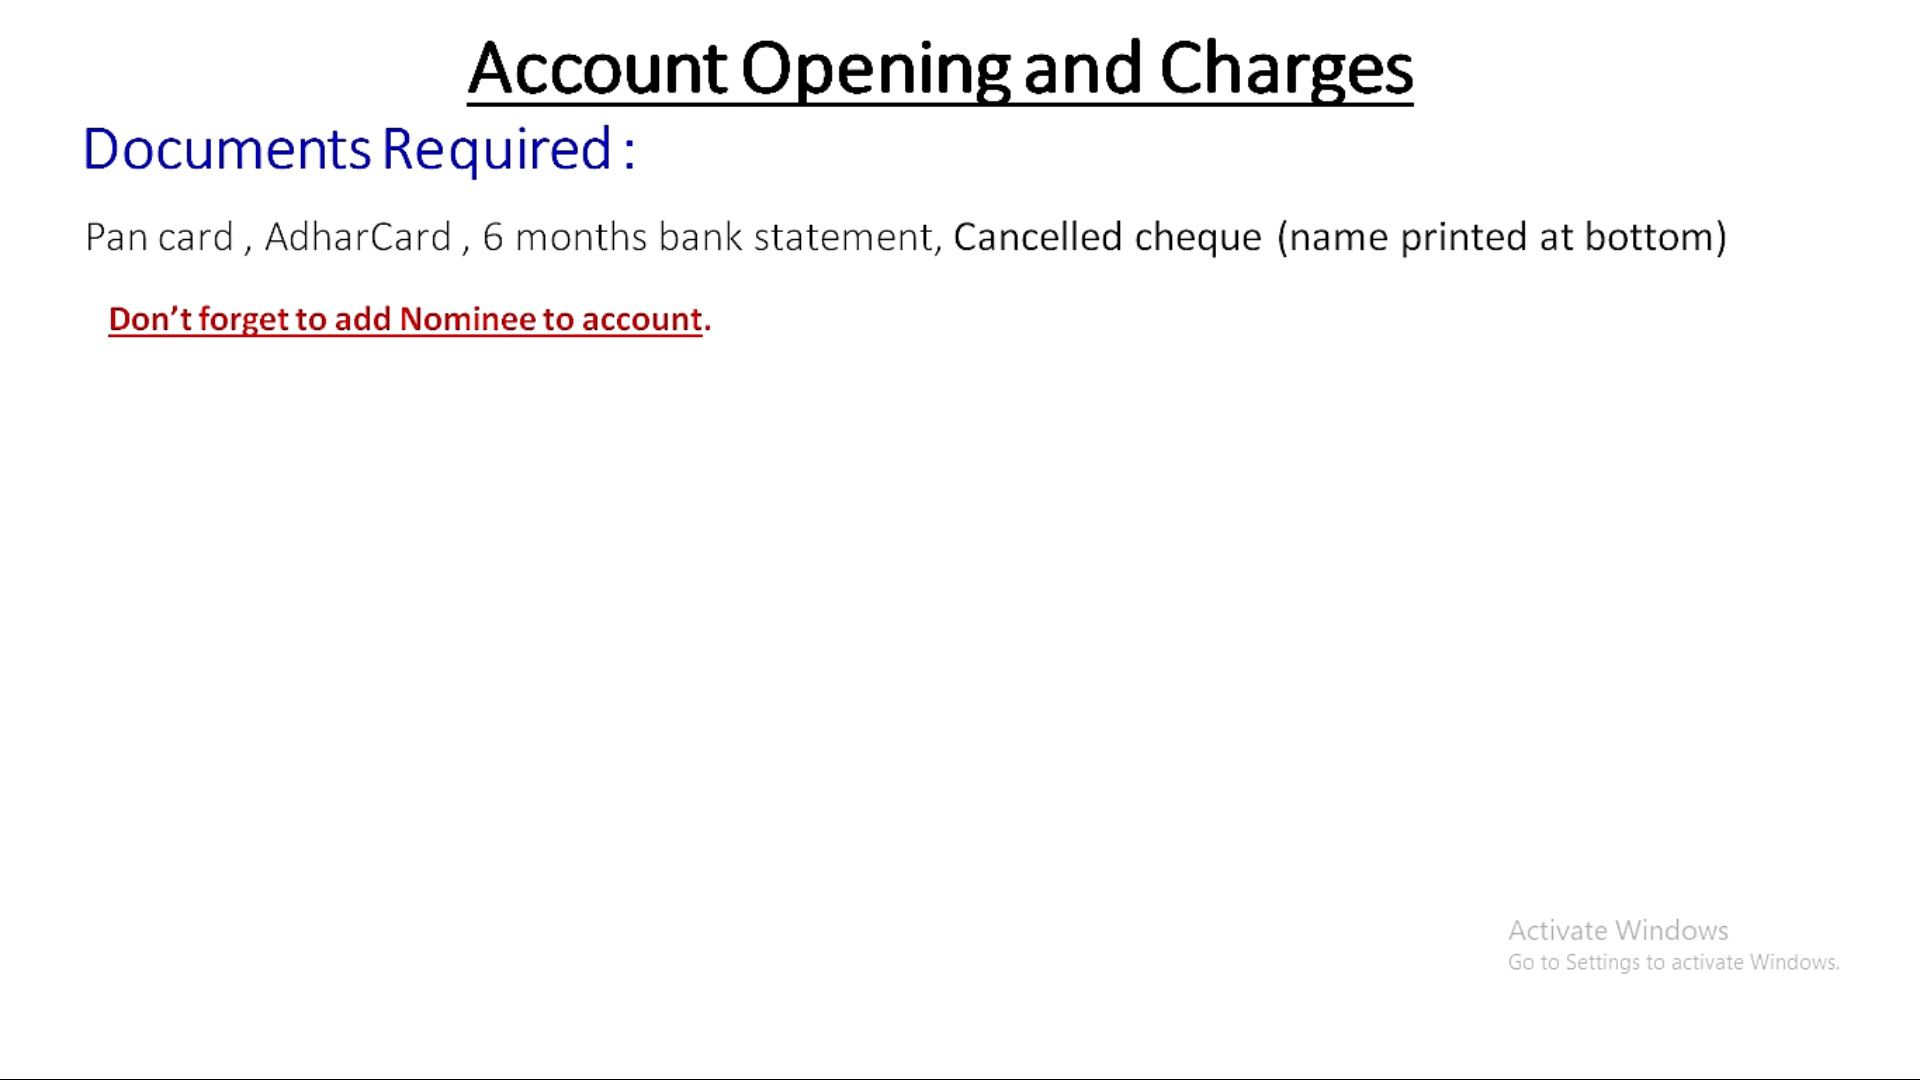 Account Opening and Charges
Documents Required :
Pan card , AdharCard , 6 months bank statement, Cancelled cheque (name printed at bottom)
Don’t forget to add Nominee to account.
Activate Windows
Go to Settings to activate Windows.